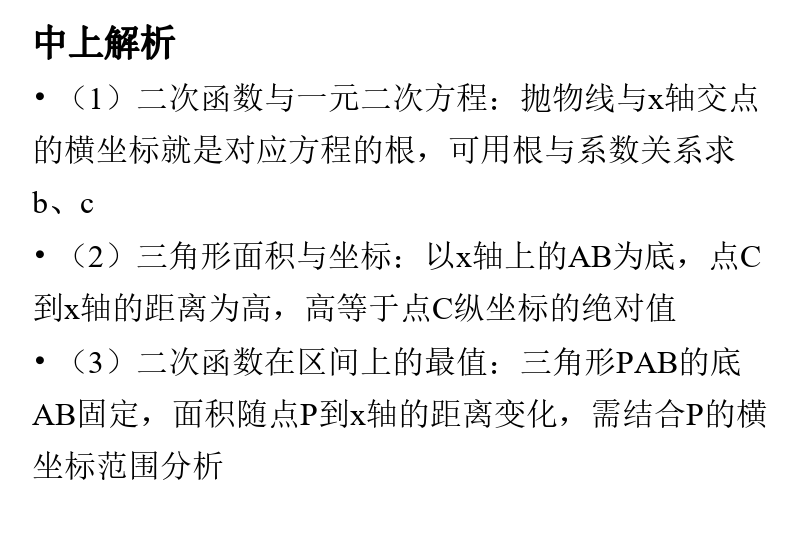 中上解析
• （1）二次函数与一元二次方程：抛物线与x轴交点
的横坐标就是对应方程的根，可用根与系数关系求
b、c
• （2）三角形面积与坐标：以x轴上的AB为底，点C
到x轴的距离为高，高等于点C纵坐标的绝对值
• （3）二次函数在区间上的最值：三角形PAB的底
AB固定，面积随点P到x轴的距离变化，需结合P的横
坐标范围分析